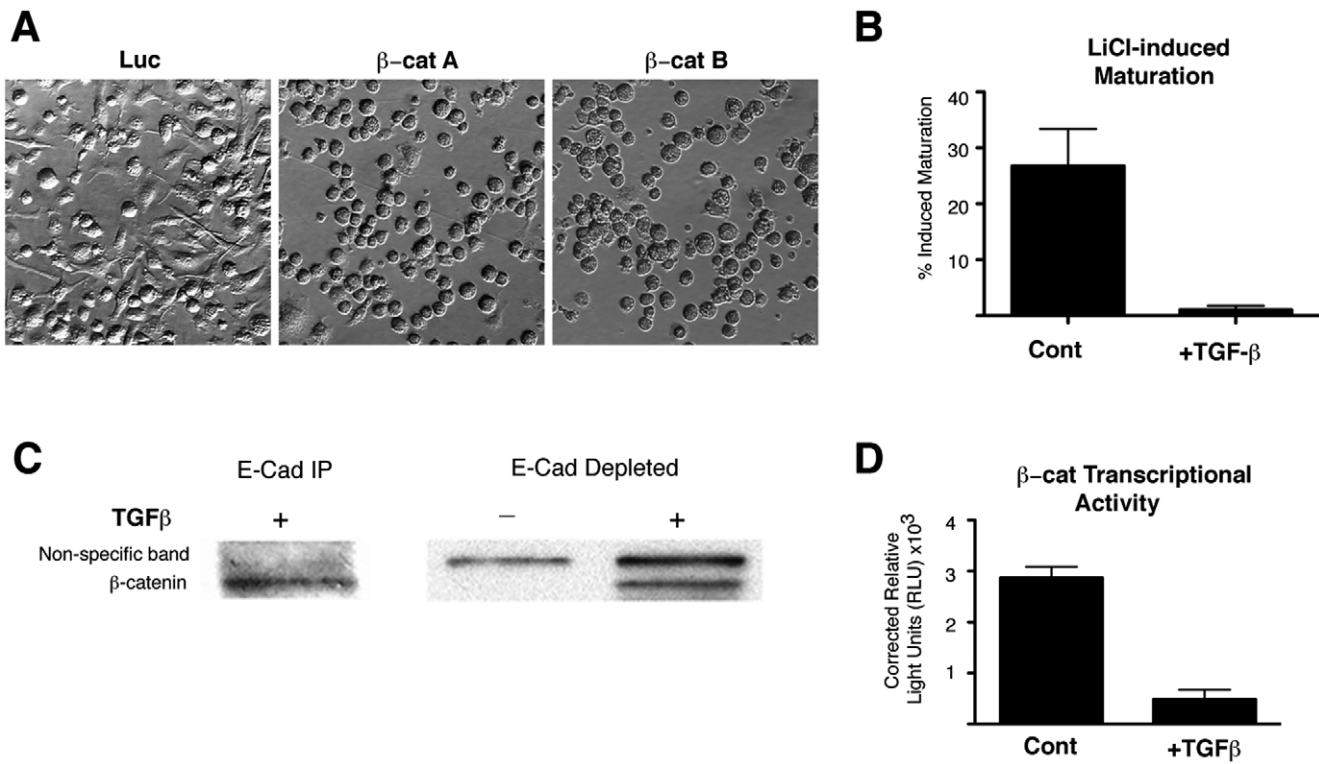 A
Luc
β–cat A
β–cat B
B
LiCl-induced
Maturation
% Induced Maturation
40
30
20
10
Cont
+TGF-β
C
E-Cad IP
E-Cad Depleted
TGFβ
+
–
+
Non-specific band
β-catenin
D
β–cat Transcriptional
Activity
Corrected Relative
Light Units (RLU) x10³
4
3
2
1
Cont
+TGFβ